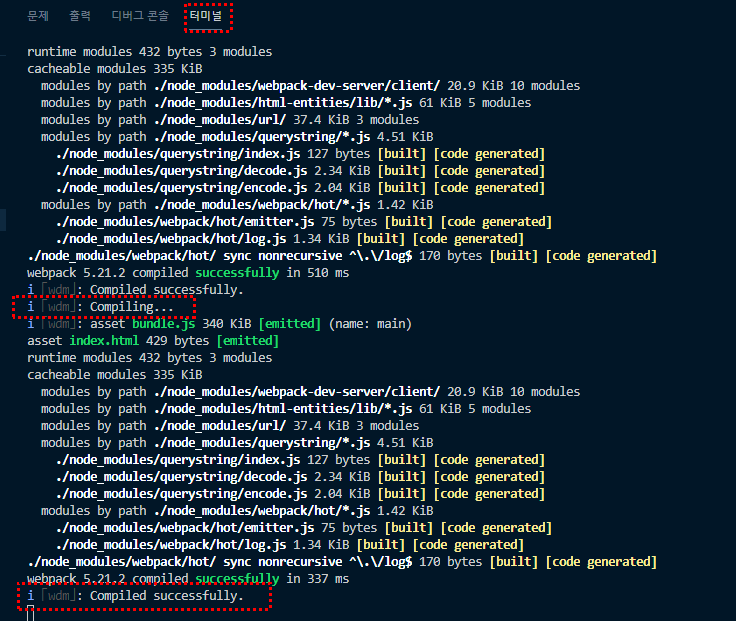 문제 출력 디버그 콘솔 터미널
runtime modules 432 bytes 3 modules
cacheable modules 335 KiB
modules by path ./node_modules/webpack-dev-server/client/ 20.9 KiB 10 modules
modules by path ./node_modules/html-entities/lib/*.js 61 KiB 5 modules
modules by path ./node_modules/url/ 37.4 KiB 3 modules
modules by path ./node_modules/querystring/*.js 4.51 KiB
./node_modules/querystring/index.js 127 bytes [built] [code generated]
./node_modules/querystring/decode.js 2.34 KiB [built] [code generated]
./node_modules/querystring/encode.js 2.04 KiB [built] [code generated]
modules by path ./node_modules/webpack/hot/*.js 1.42 KiB
./node_modules/webpack/hot/emitter.js 75 bytes [built] [code generated]
./node_modules/webpack/hot/log.js 1.34 KiB [built] [code generated]
./node_modules/webpack/hot/ sync nonrecursive ^\.\/log$ 170 bytes [built] [code generated]
webpack 5.21.2 compiled successfully in 510 ms
i ｢wdm｣: Compiled successfully.
i ｢wdm｣: Compiling...
i ｢wdm｣: asset bundle.js 340 KiB [emitted] (name: main)
asset index.html 429 bytes [emitted]
runtime modules 432 bytes 3 modules
cacheable modules 335 KiB
modules by path ./node_modules/webpack-dev-server/client/ 20.9 KiB 10 modules
modules by path ./node_modules/html-entities/lib/*.js 61 KiB 5 modules
modules by path ./node_modules/url/ 37.4 KiB 3 modules
modules by path ./node_modules/querystring/*.js 4.51 KiB
./node_modules/querystring/index.js 127 bytes [built] [code generated]
./node_modules/querystring/decode.js 2.34 KiB [built] [code generated]
./node_modules/querystring/encode.js 2.04 KiB [built] [code generated]
modules by path ./node_modules/webpack/hot/*.js 1.42 KiB
./node_modules/webpack/hot/emitter.js 75 bytes [built] [code generated]
./node_modules/webpack/hot/log.js 1.34 KiB [built] [code generated]
./node_modules/webpack/hot/ sync nonrecursive ^\.\/log$ 170 bytes [built] [code generated]
webpack 5.21.2 compiled successfully in 337 ms
i ｢wdm｣: Compiled successfully.